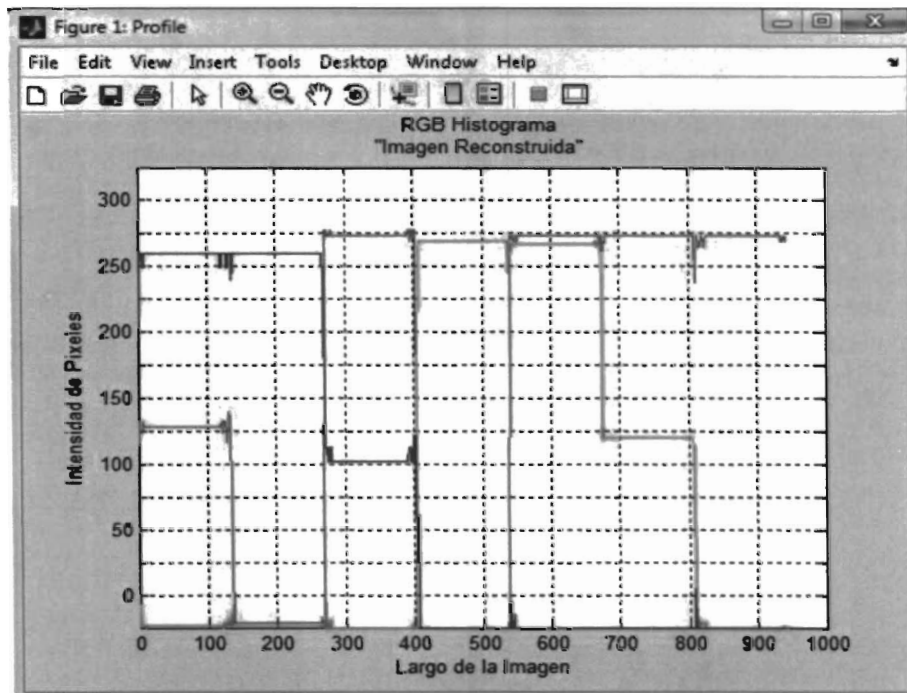 Figure 1: Profile
File Edit View Insert Tools Desktop Window Help
RGB Histograma
"Imagen Reconstruida"
300
250
200
150
100
50
0
Intensidad de Pixeles
0 100 200 300 400 500 600 700 800 900 1000
Largo de la Imagen